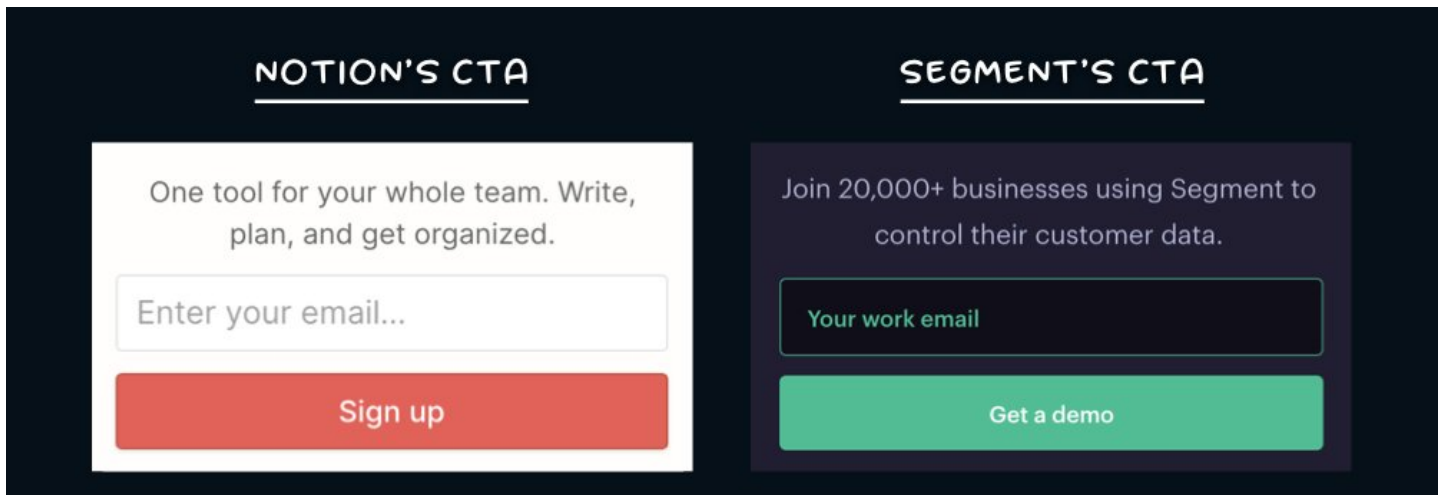 NOTION'S CTA
One tool for your whole team. Write,
plan, and get organized.
Enter your email...
Sign up
SEGMENT'S CTA
Join 20,000+ businesses using Segment to
control their customer data.
Your work email
Get a demo